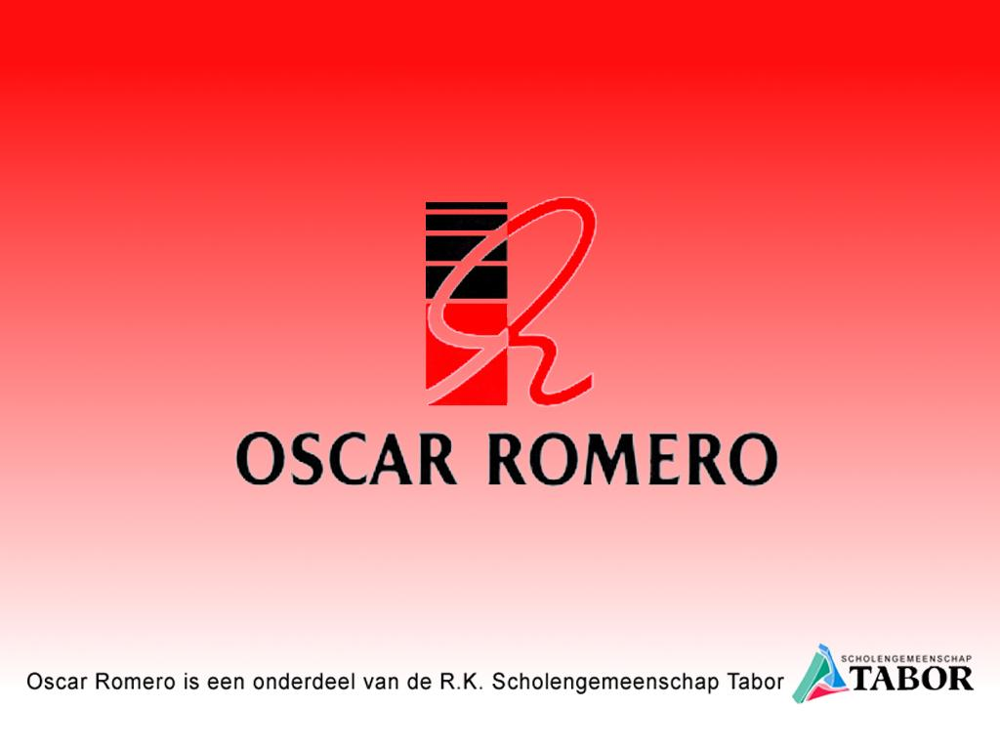 OSCAR ROMERO
Oscar Romero is een onderdeel van de R.K. Scholengemeenschap Tabor
SCHOLENGEMEENSCHAP
TABOR